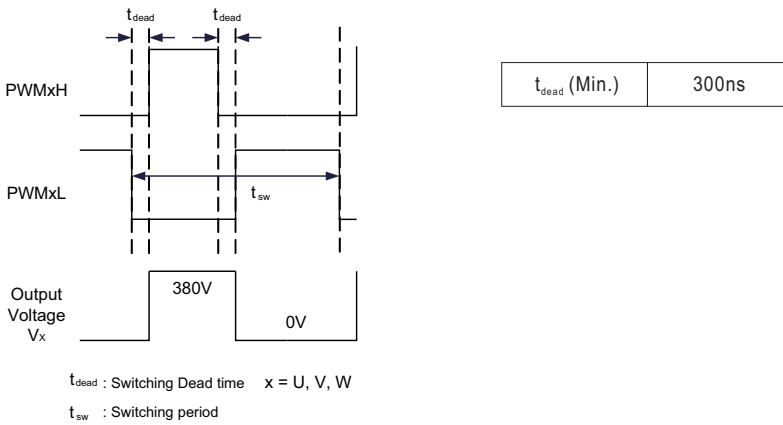 tdead tdead
PWMxH
tdead (Min.) 300ns
PWMxL
tsw
Output
Voltage
Vx
380V
0V
tdead : Switching Dead time x = U, V, W
tsw : Switching period